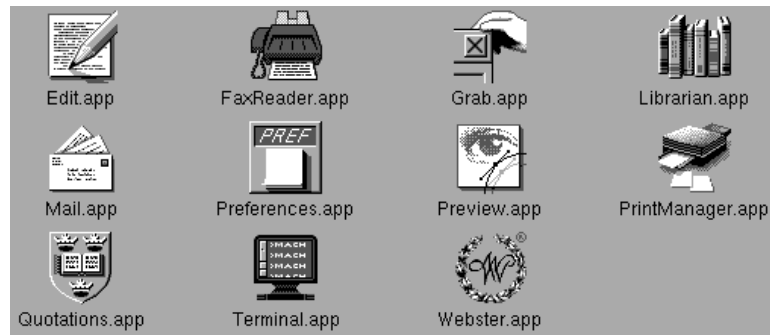 Edit.app
FaxReader.app
Grab.app
Librarian.app
Mail.app
PREF
Preferences.app
Preview.app
PrintManager.app
>MACH
>MACH
>MACH
>MACH
W
®
Quotations.app
Terminal.app
Webster.app